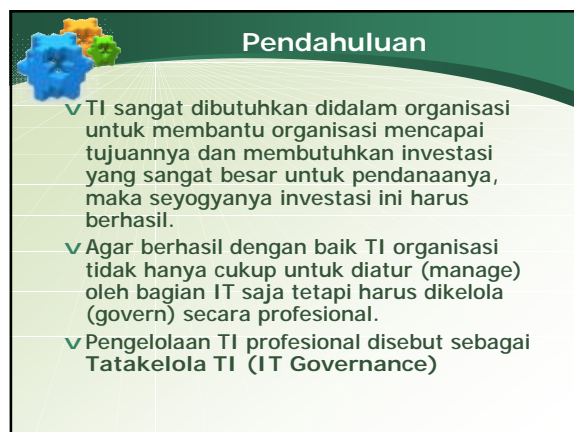 Pendahuluan
v TI sangat dibutuhkan didalam organisasi
untuk membantu organisasi mencapai
tujuannya dan membutuhkan investasi
yang sangat besar untuk pendanaanya,
maka seyogyanya investasi ini harus
berhasil.
v Agar berhasil dengan baik TI organisasi
tidak hanya cukup untuk diatur (manage)
oleh bagian IT saja tetapi harus dikelola
(govern) secara profesional.
v Pengelolaan TI profesional disebut sebagai
Tatakelola TI (IT Governance)